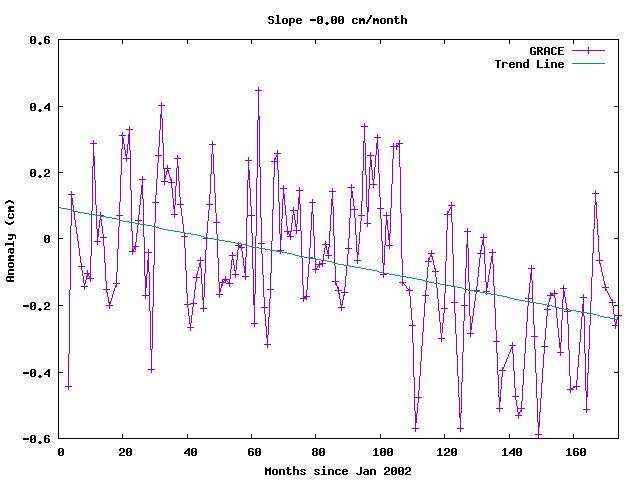 Slope -0.00 cm/month
GRACE
Trend Line
0.6
0.4
0.2
0
-0.2
-0.4
-0.6
Anomaly (cm)
0 20 40 60 80 100 120 140 160
Months since Jan 2002